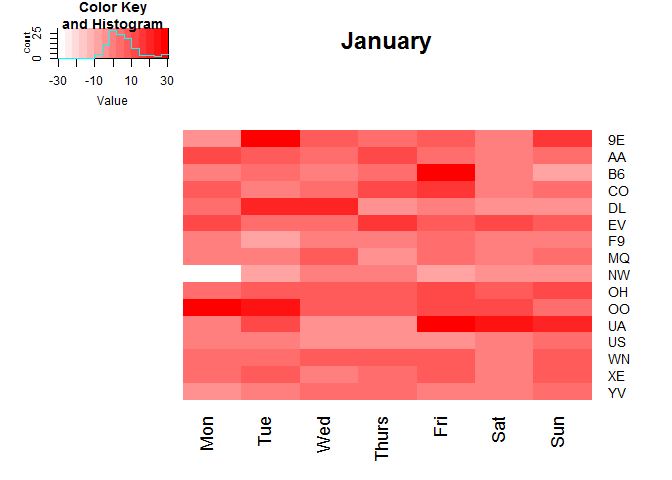 Color Key
and Histogram
January
Count
0
25
-30
-10
10
30
Value
9E
AA
B6
CO
DL
EV
F9
MQ
NW
OH
OO
UA
US
WN
XE
YV
Mon
Tue
Wed
Thurs
Fri
Sat
Sun